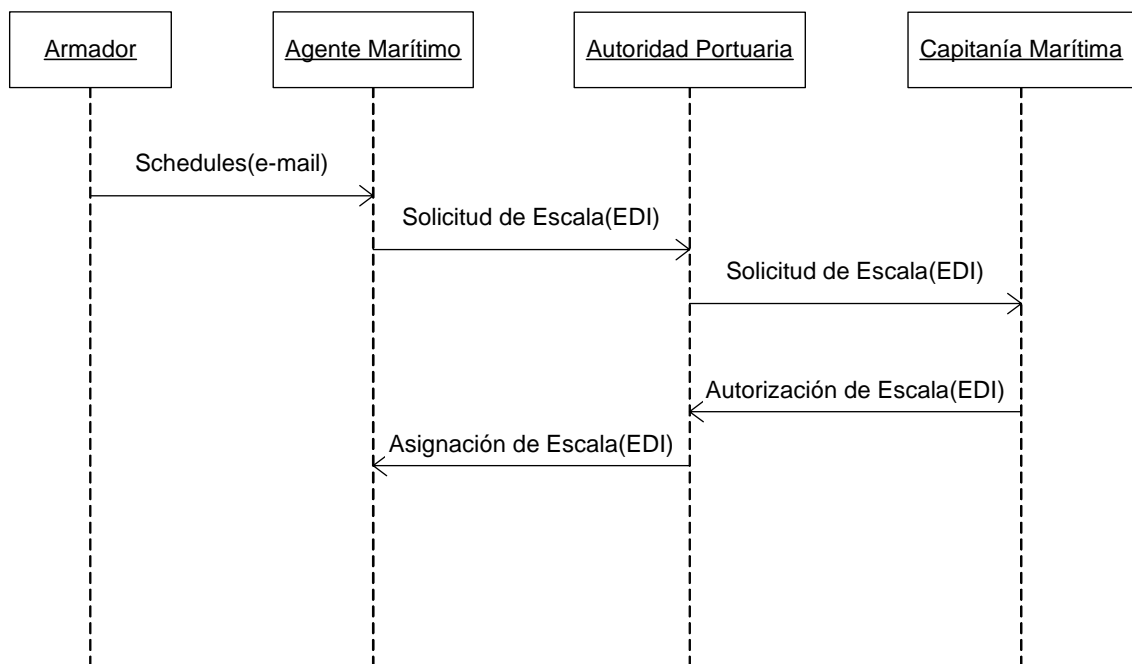 Armador
Agente Marítimo
Autoridad Portuaria
Capitanía Marítima
Schedules(e-mail)
Solicitud de Escala(EDI)
Solicitud de Escala(EDI)
Autorización de Escala(EDI)
Asignación de Escala(EDI)